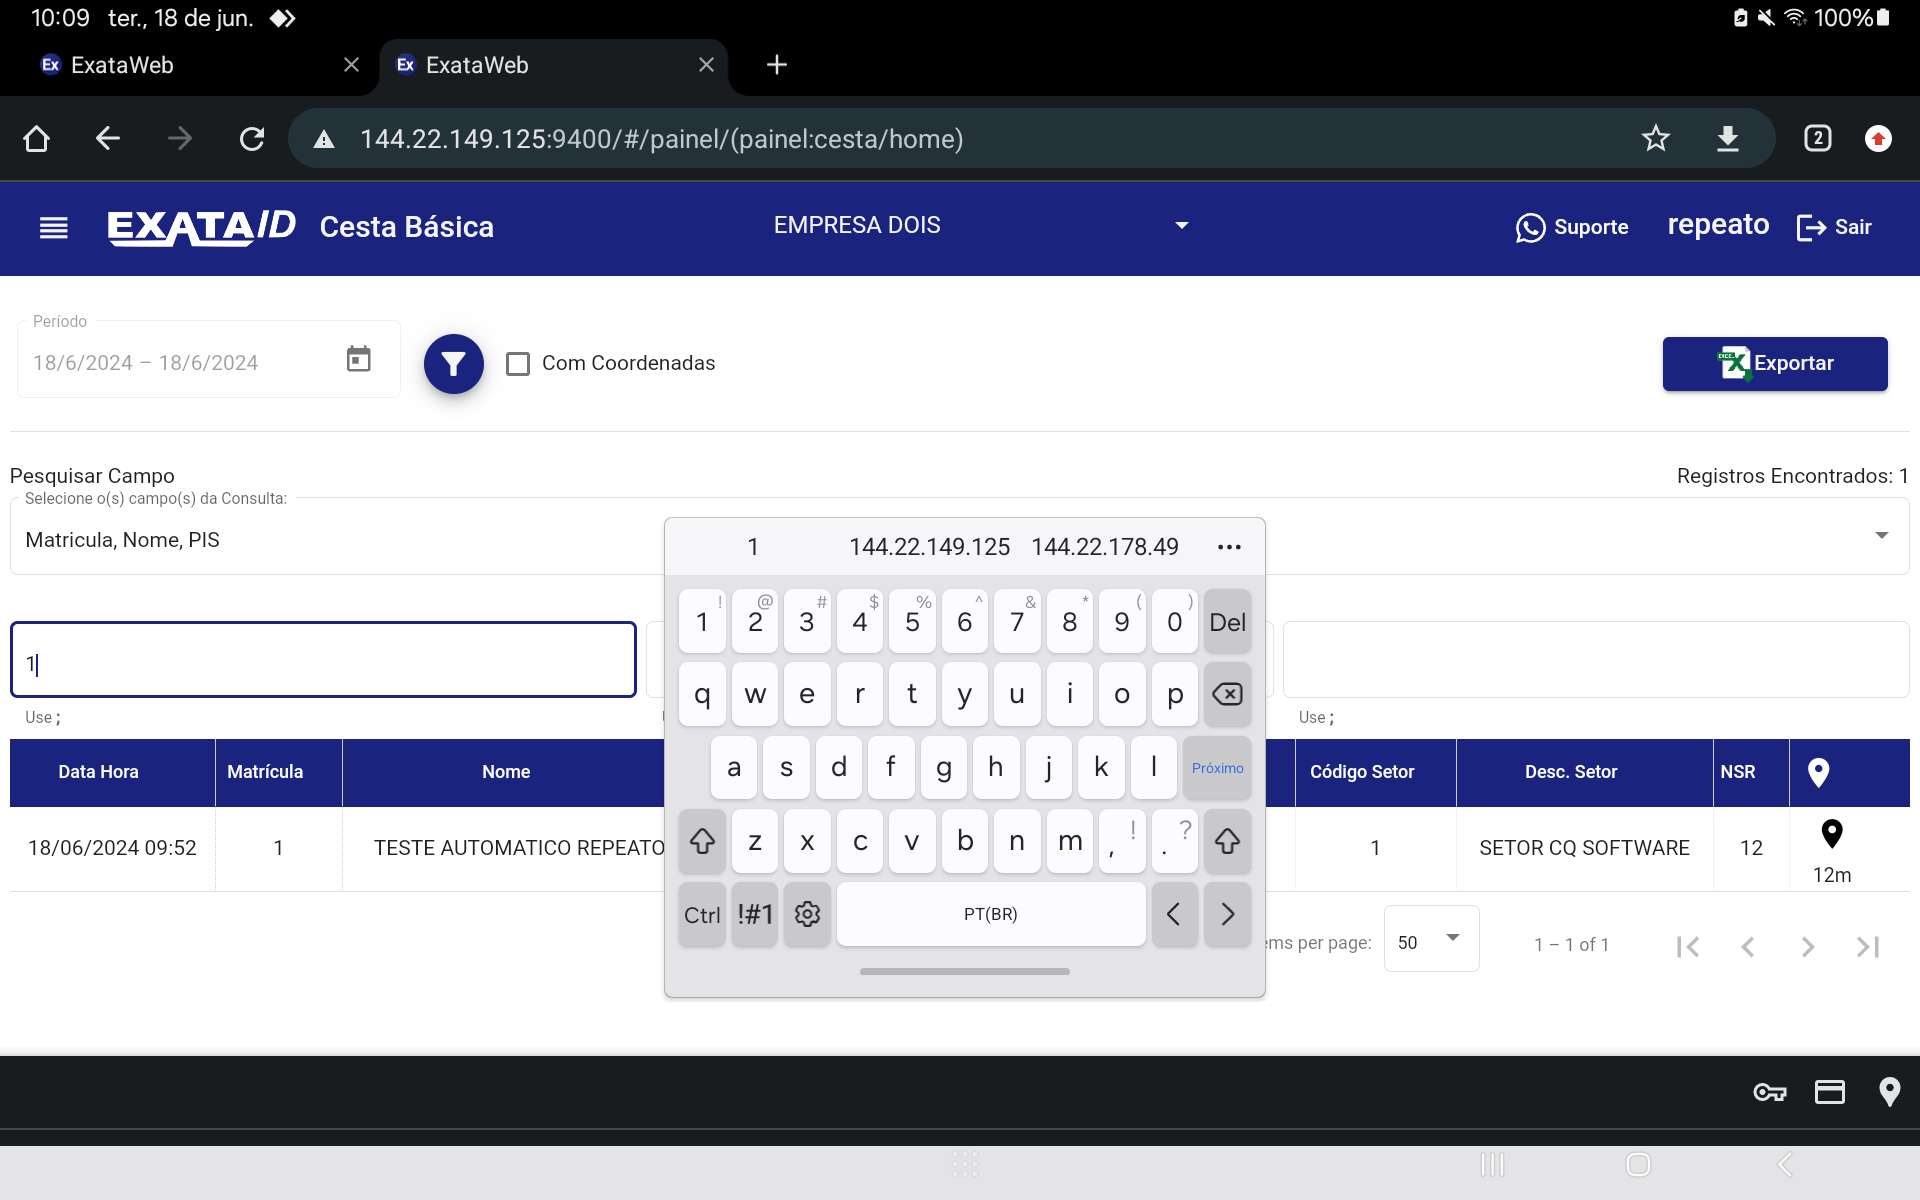 10:09 ter., 18 de jun. 100%
Ex ExataWeb Ex ExataWeb
144.22.149.125:9400/#/painel/(painel:cesta/home) 2
EXATAID Cesta Básica EMPRESA DOIS Suporte repeato Sair
Período
18/6/2024 – 18/6/2024 Com Coordenadas Exportar
Pesquisar Campo Registros Encontrados: 1
Selecione o(s) campo(s) da Consulta:
Matricula, Nome, PIS
1 144.22.149.125 144.22.178.49 ...
! @ # $ % ^ & * ( )
1 2 3 4 5 6 7 8 9 0 Del
1
q w e r t y u i o p
Use ; Use ;
Data Hora Matrícula Nome Código Setor Desc. Setor NSR
a s d f g h j k l Próximo
18/06/2024 09:52 1 TESTE AUTOMATICO REPEATO 1 SETOR CQ SOFTWARE 12
12m
z x c v b n m , ! . ?
Ctrl !#1 PT(BR)
ems per page: 50 1 – 1 of 1